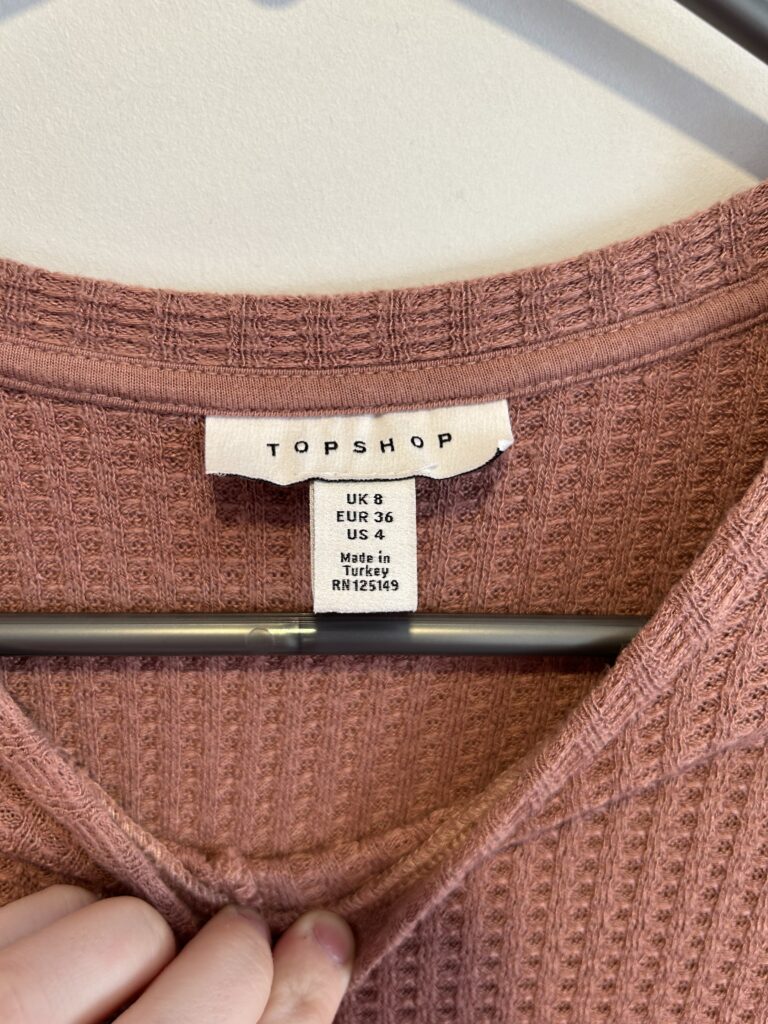 TOPSHOP
UK 8
EUR 36
US 4
Made in
Turkey
RN125149